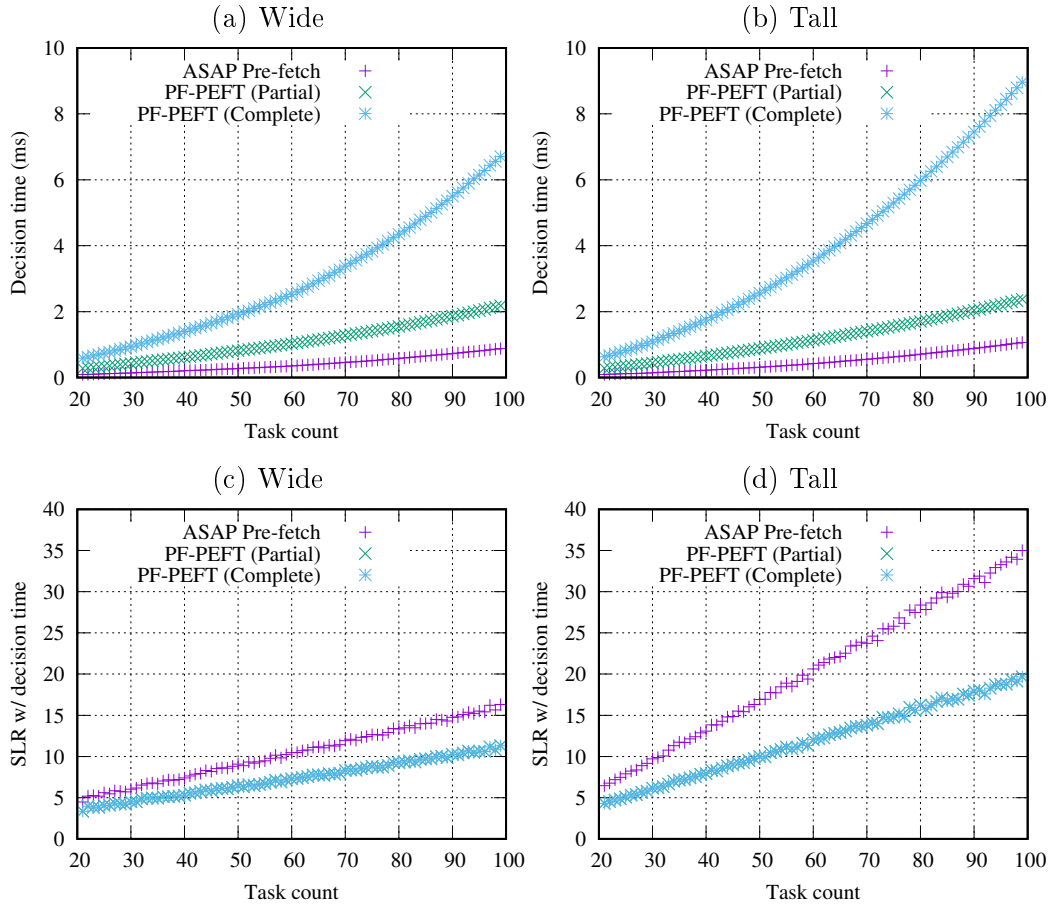 (a) Wide
10
8
6
4
2
0
Decision time (ms)
ASAP Pre-fetch
PF-PEFT (Partial)
PF-PEFT (Complete)
20 30 40 50 60 70 80 90 100
Task count
(b) Tall
10
8
6
4
2
0
Decision time (ms)
ASAP Pre-fetch
PF-PEFT (Partial)
PF-PEFT (Complete)
20 30 40 50 60 70 80 90 100
Task count
(c) Wide
40
35
30
25
20
15
10
5
0
SLR w/ decision time
ASAP Pre-fetch
PF-PEFT (Partial)
PF-PEFT (Complete)
20 30 40 50 60 70 80 90 100
Task count
(d) Tall
40
35
30
25
20
15
10
5
0
SLR w/ decision time
ASAP Pre-fetch
PF-PEFT (Partial)
PF-PEFT (Complete)
20 30 40 50 60 70 80 90 100
Task count